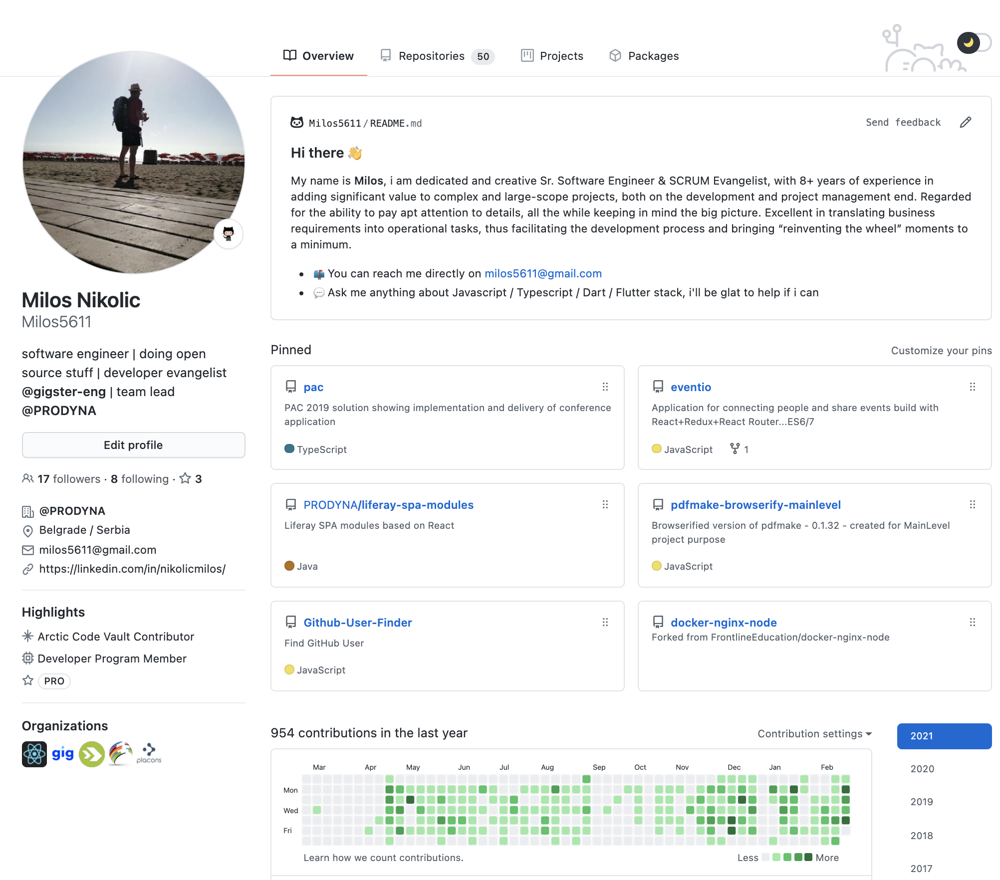 Overview
Repositories 50
Projects
Packages
Milos5611/README.md
Send feedback
Hi there 👋
My name is Milos, i am dedicated and creative Sr. Software Engineer & SCRUM Evangelist, with 8+ years of experience in
adding significant value to complex and large-scope projects, both on the development and project management end. Regarded
for the ability to pay apt attention to details, all the while keeping in mind the big picture. Excellent in translating business
requirements into operational tasks, thus facilitating the development process and bringing “reinventing the wheel” moments to
a minimum.
📫 You can reach me directly on milos5611@gmail.com
💬 Ask me anything about Javascript / Typescript / Dart / Flutter stack, i'll be glat to help if i can
Milos Nikolic
Milos5611
software engineer | doing open
source stuff | developer evangelist
@gigster-eng | team lead
@PRODYNA
Edit profile
17 followers · 8 following · 3
@PRODYNA
Belgrade / Serbia
milos5611@gmail.com
https://linkedin.com/in/nikolicmilos/
Highlights
Arctic Code Vault Contributor
Developer Program Member
PRO
Organizations
gig
placons
Pinned
Customize your pins
pac
PAC 2019 solution showing implementation and delivery of conference
application
TypeScript
eventio
Application for connecting people and share events build with
React+Redux+React Router...ES6/7
JavaScript 1
PRODYNA/liferay-spa-modules
Liferay SPA modules based on React
Java
pdfmake-browserify-mainlevel
Browserified version of pdfmake - 0.1.32 - created for MainLevel
project purpose
JavaScript
Github-User-Finder
Find GitHub User
JavaScript
docker-nginx-node
Forked from FrontlineEducation/docker-nginx-node
954 contributions in the last year
Contribution settings
Mar Apr May Jun Jul Aug Sep Oct Nov Dec Jan Feb
Mon
Wed
Fri
Learn how we count contributions.
Less More
2021
2020
2019
2018
2017